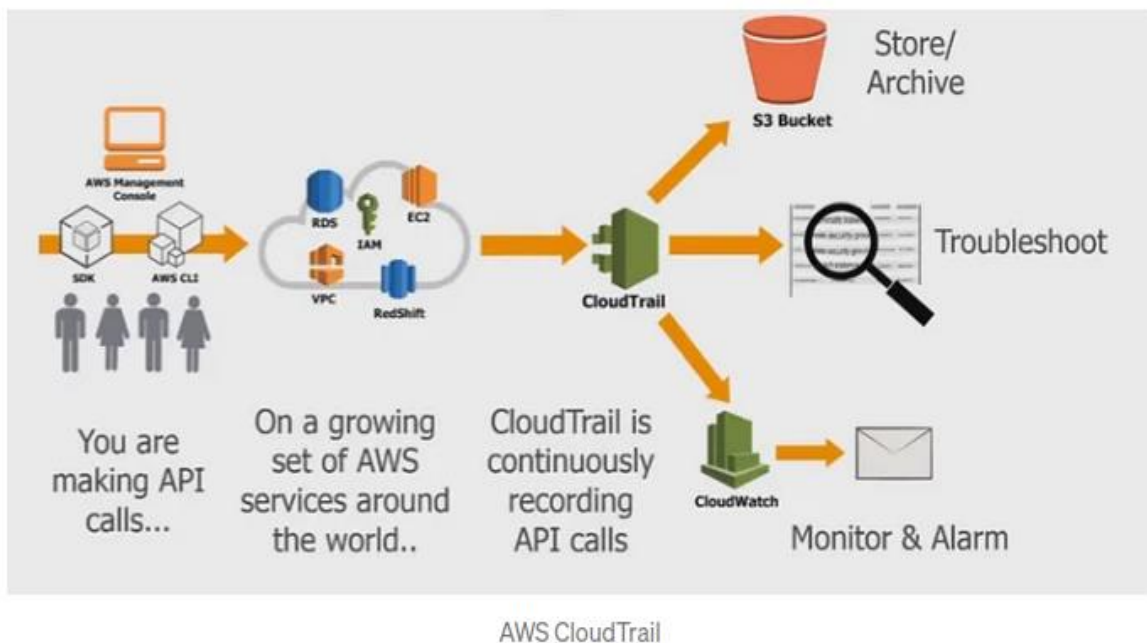 Store/
Archive
S3 Bucket
AWS Management
Console
SDK
AWS CLI
RDS
IAM
EC2
VPC
RedShift
CloudTrail
Troubleshoot
You are
making API
calls...
On a growing
set of AWS
services around
the world..
CloudTrail is
continuously
recording
API calls
CloudWatch
Monitor & Alarm
AWS CloudTrail